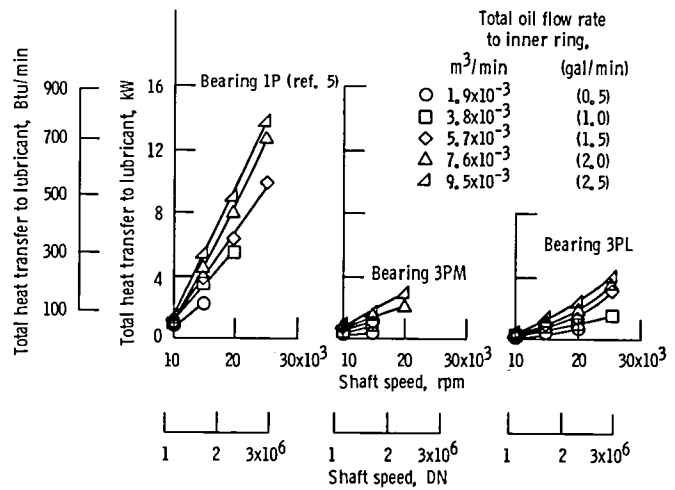 Total oil flow rate
to inner ring,
m³/min (gal/min)
1.9x10⁻³ (0.5)
3.8x10⁻³ (1.0)
5.7x10⁻³ (1.5)
7.6x10⁻³ (2.0)
9.5x10⁻³ (2.5)
Total heat transfer to lubricant, Btu/min
900
700
500
300
100
Total heat transfer to lubricant, kW
16
12
8
4
0
Bearing 1P (ref. 5)
Bearing 3PM
Bearing 3PL
10 20 30x10³ 10 20 30x10³ 10 20 30x10³
Shaft speed, rpm
1 2 3x10⁶ 1 2 3x10⁶ 1 2 3x10⁶
Shaft speed, DN